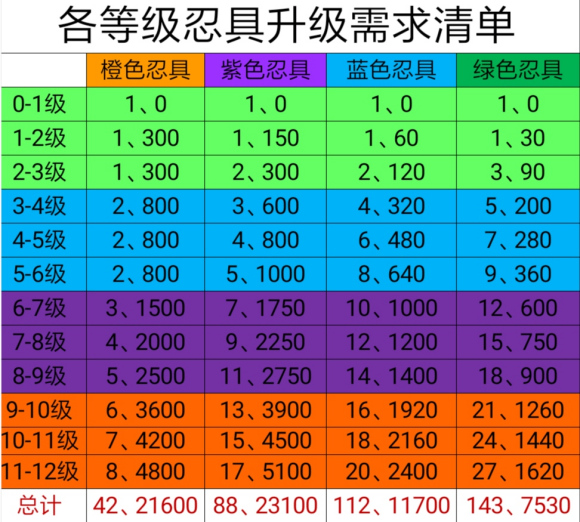 各等级忍具升级需求清单
橙色忍具 紫色忍具 蓝色忍具 绿色忍具
0-1级 1、0 1、0 1、0 1、0
1-2级 1、300 1、150 1、60 1、30
2-3级 1、300 2、300 2、120 3、90
3-4级 2、800 3、600 4、320 5、200
4-5级 2、800 4、800 6、480 7、280
5-6级 2、800 5、1000 8、640 9、360
6-7级 3、1500 7、1750 10、1000 12、600
7-8级 4、2000 9、2250 12、1200 15、750
8-9级 5、2500 11、2750 14、1400 18、900
9-10级 6、3600 13、3900 16、1920 21、1260
10-11级 7、4200 15、4500 18、2160 24、1440
11-12级 8、4800 17、5100 20、2400 27、1620
总计 42、21600 88、23100 112、11700 143、7530